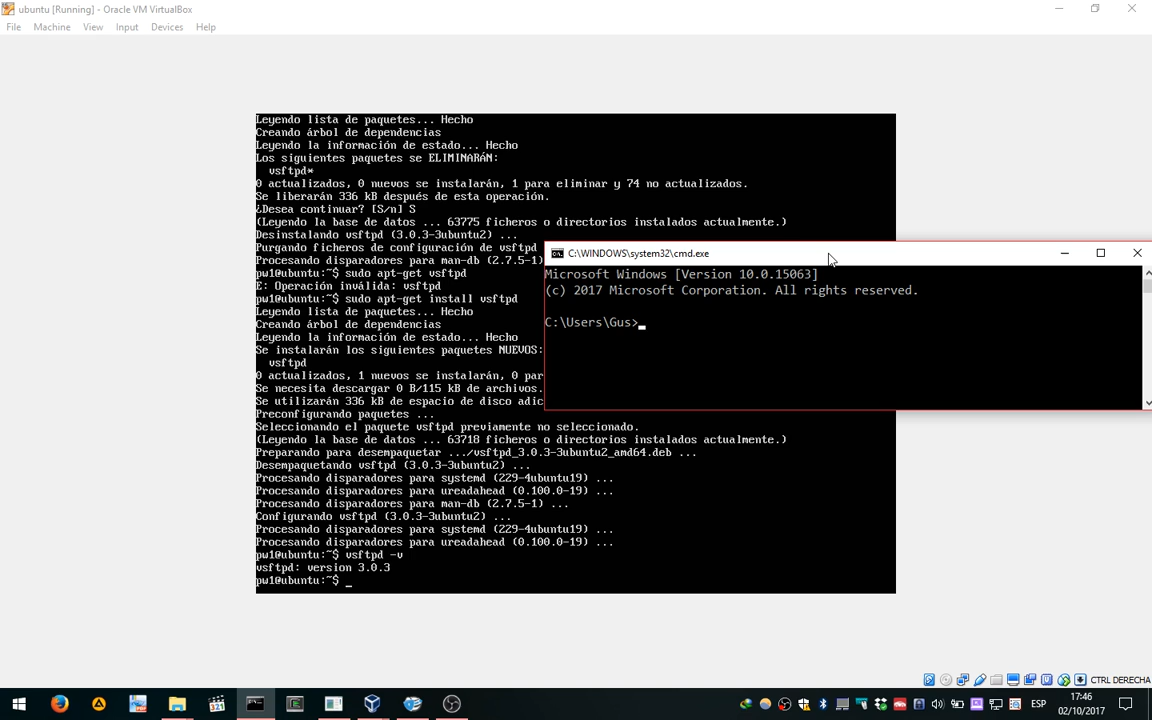 ubuntu [Running] - Oracle VM VirtualBox
File Machine View Input Devices Help
Leyendo lista de paquetes... Hecho
Creando árbol de dependencias
Leyendo la información de estado... Hecho
Los siguientes paquetes se ELIMINARÁN:
vsftpd*
0 actualizados, 0 nuevos se instalarán, 1 para eliminar y 74 no actualizados.
Se liberarán 336 kB después de esta operación.
¿Desea continuar? [S/n] S
(Leyendo la base de datos ... 63775 ficheros o directorios instalados actualmente.)
Desinstalando vsftpd (3.0.3-3ubuntu2) ...
Purgando ficheros de configuración de vsftpd
Procesando disparadores para man-db (2.7.5-1)
pw1@ubuntu:~$ sudo apt-get vsftpd
E: Operación inválida: vsftpd
pw1@ubuntu:~$ sudo apt-get install vsftpd
Leyendo lista de paquetes... Hecho
Creando árbol de dependencias
Leyendo la información de estado... Hecho
Se instalarán los siguientes paquetes NUEVOS:
vsftpd
0 actualizados, 1 nuevos se instalarán, 0 par
Se necesita descargar 0 B/115 kB de archivos.
Se utilizarán 336 kB de espacio de disco adic
Preconfigurando paquetes ...
Seleccionando el paquete vsftpd previamente no seleccionado.
(Leyendo la base de datos ... 63718 ficheros o directorios instalados actualmente.)
Preparando para desempaquetar .../vsftpd_3.0.3-3ubuntu2_amd64.deb ...
Desempaquetando vsftpd (3.0.3-3ubuntu2) ...
Procesando disparadores para systemd (229-4ubuntu19) ...
Procesando disparadores para ureadahead (0.100.0-19) ...
Procesando disparadores para man-db (2.7.5-1) ...
Configurando vsftpd (3.0.3-3ubuntu2) ...
Procesando disparadores para systemd (229-4ubuntu19) ...
Procesando disparadores para ureadahead (0.100.0-19) ...
pw1@ubuntu:~$ vsftpd -v
vsftpd: version 3.0.3
pw1@ubuntu:~$ _
C:\WINDOWS\system32\cmd.exe
Microsoft Windows [Version 10.0.15063]
(c) 2017 Microsoft Corporation. All rights reserved.
C:\Users\Gus>_
CTRL DERECHA
321
ESP
17:46
02/10/2017